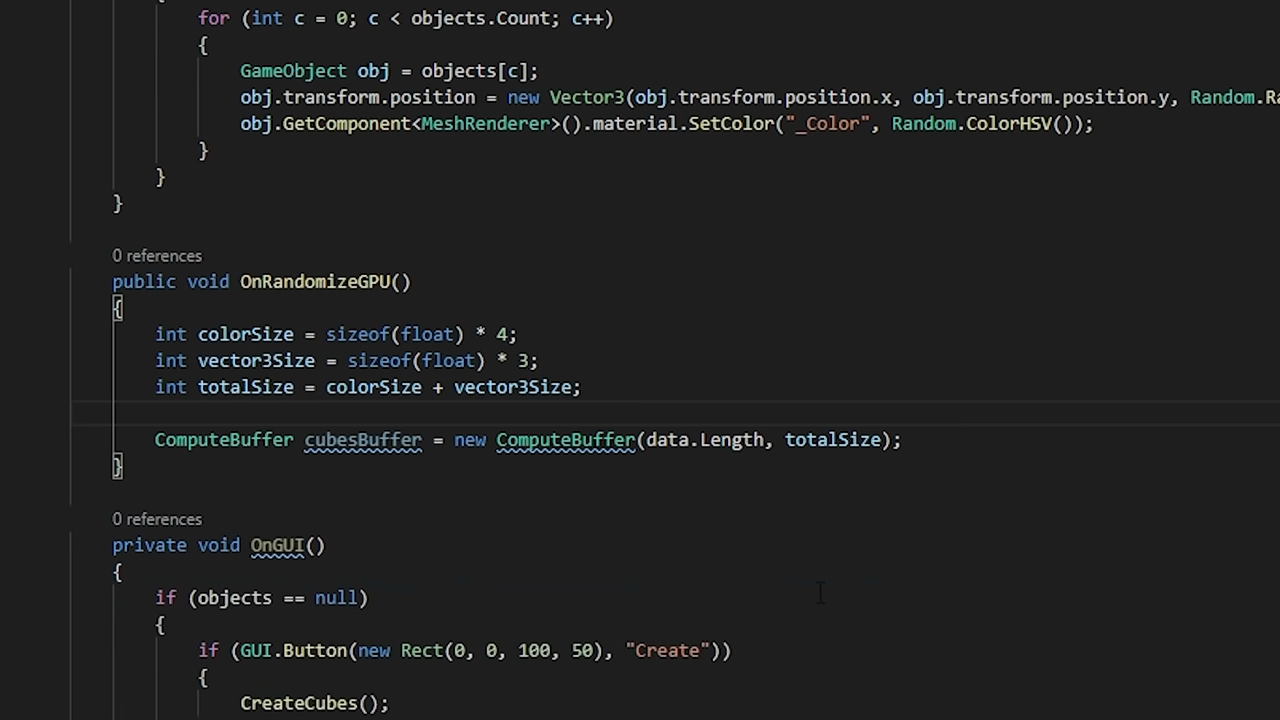 {
for (int c = 0; c < objects.Count; c++)
{
GameObject obj = objects[c];
obj.transform.position = new Vector3(obj.transform.position.x, obj.transform.position.y, Random.Ra
obj.GetComponent<MeshRenderer>().material.SetColor("_Color", Random.ColorHSV());
}
}
}
0 references
public void OnRandomizeGPU()
{
int colorSize = sizeof(float) * 4;
int vector3Size = sizeof(float) * 3;
int totalSize = colorSize + vector3Size;
ComputeBuffer cubesBuffer = new ComputeBuffer(data.Length, totalSize);
}
0 references
private void OnGUI()
{
if (objects == null)
{
if (GUI.Button(new Rect(0, 0, 100, 50), "Create"))
{
CreateCubes();